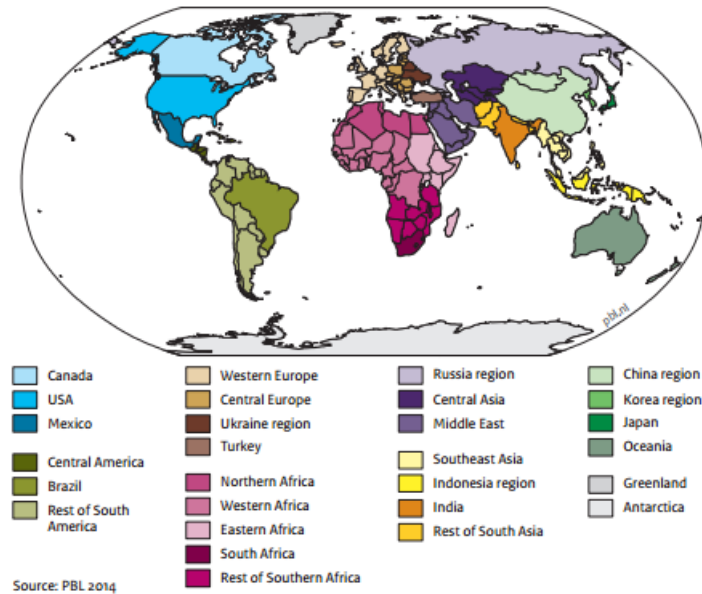 pbl.nl
Canada
USA
Mexico
Central America
Brazil
Rest of South
America
Western Europe
Central Europe
Ukraine region
Turkey
Northern Africa
Western Africa
Eastern Africa
South Africa
Rest of Southern Africa
Russia region
Central Asia
Middle East
Southeast Asia
Indonesia region
India
Rest of South Asia
China region
Korea region
Japan
Oceania
Greenland
Antarctica
Source: PBL 2014